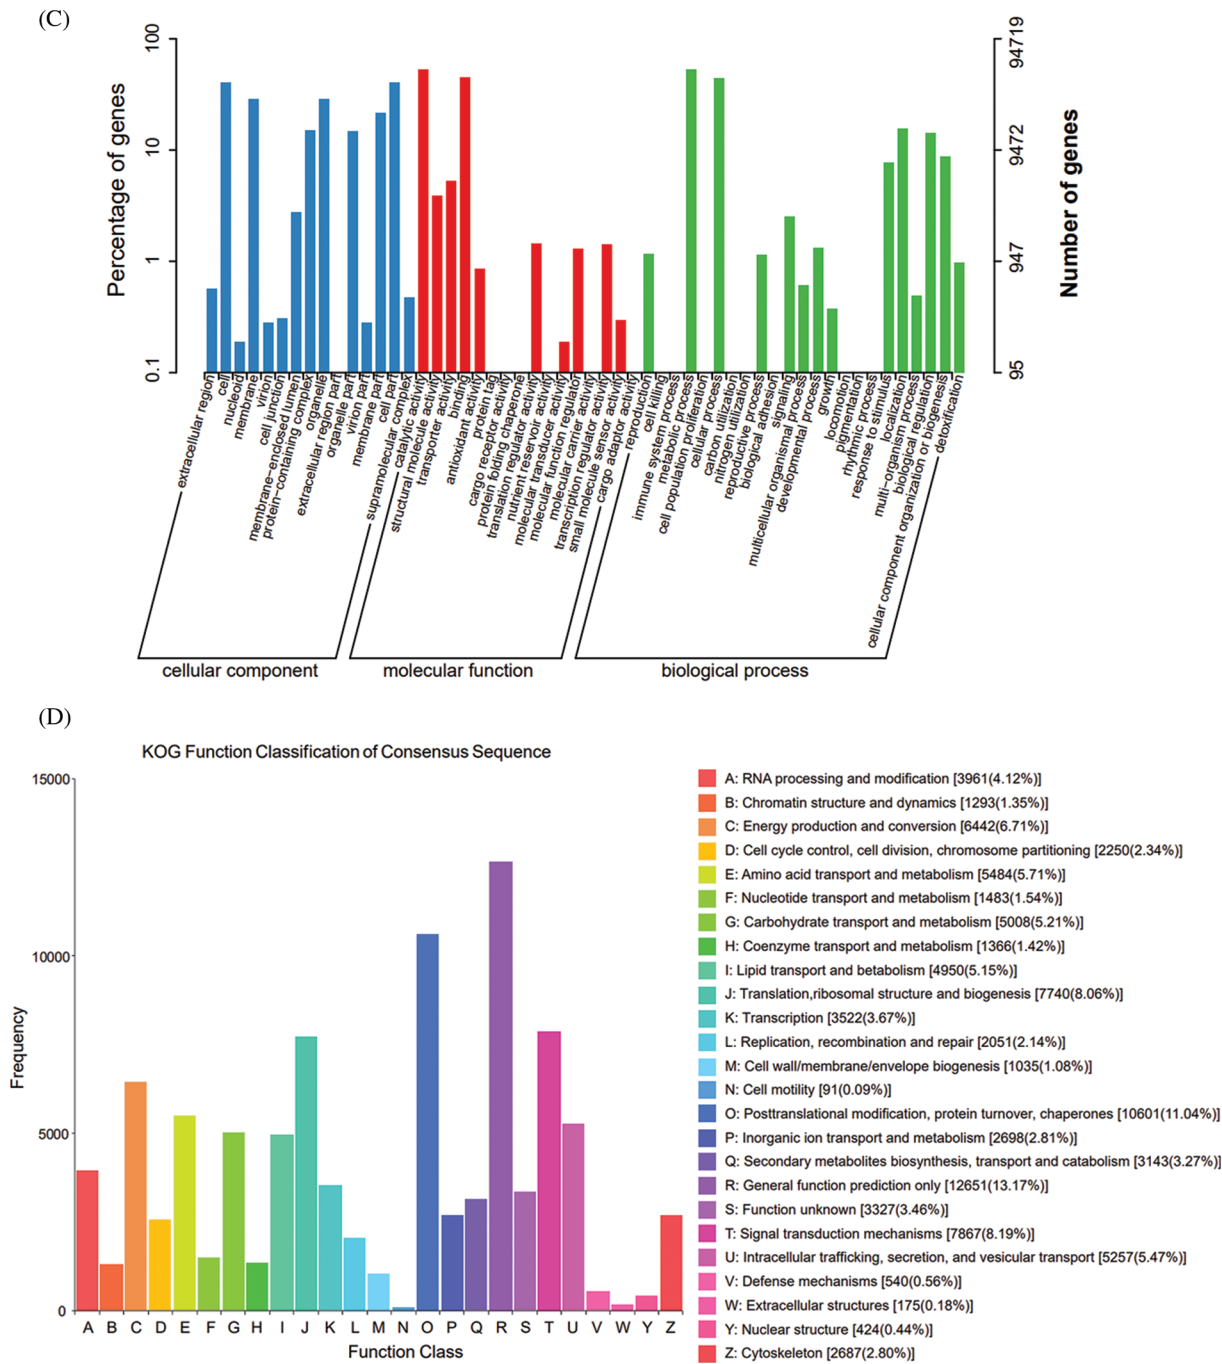 (C)
Percentage of genes
100
10
1
0.1
94719
9472
947
95
Number of genes
extracellular region
cell
nucleoid
membrane
virion
cell junction
membrane−enclosed lumen
protein−containing complex
organelle
extracellular region part
organelle part
virion part
membrane part
cell part
supramolecular complex
catalytic activity
structural molecule activity
transporter activity
binding
antioxidant activity
protein tag
cargo receptor activity
protein folding chaperone
translation regulator activity
nutrient reservoir activity
molecular transducer activity
molecular function regulator
molecular carrier activity
transcription regulator activity
small molecule sensor activity
cargo adaptor activity
reproduction
cell killing
immune system process
metabolic process
cell population proliferation
cellular process
carbon utilization
nitrogen utilization
reproductive process
biological adhesion
signaling
multicellular organismal process
developmental process
growth
locomotion
pigmentation
rhythmic process
response to stimulus
localization
multi−organism process
biological regulation
cellular component organization or biogenesis
detoxification
cellular component
molecular function
biological process
(D)
KOG Function Classification of Consensus Sequence
Frequency
15000
10000
5000
0
A B C D E F G H I J K L M N O P Q R S T U V W Y Z
Function Class
A: RNA processing and modification [3961(4.12%)]
B: Chromatin structure and dynamics [1293(1.35%)]
C: Energy production and conversion [6442(6.71%)]
D: Cell cycle control, cell division, chromosome partitioning [2250(2.34%)]
E: Amino acid transport and metabolism [5484(5.71%)]
F: Nucleotide transport and metabolism [1483(1.54%)]
G: Carbohydrate transport and metabolism [5008(5.21%)]
H: Coenzyme transport and metabolism [1366(1.42%)]
I: Lipid transport and betabolism [4950(5.15%)]
J: Translation,ribosomal structure and biogenesis [7740(8.06%)]
K: Transcription [3522(3.67%)]
L: Replication, recombination and repair [2051(2.14%)]
M: Cell wall/membrane/envelope biogenesis [1035(1.08%)]
N: Cell motility [91(0.09%)]
O: Posttranslational modification, protein turnover, chaperones [10601(11.04%)]
P: Inorganic ion transport and metabolism [2698(2.81%)]
Q: Secondary metabolites biosynthesis, transport and catabolism [3143(3.27%)]
R: General function prediction only [12651(13.17%)]
S: Function unknown [3327(3.46%)]
T: Signal transduction mechanisms [7867(8.19%)]
U: Intracellular trafficking, secretion, and vesicular transport [5257(5.47%)]
V: Defense mechanisms [540(0.56%)]
W: Extracellular structures [175(0.18%)]
Y: Nuclear structure [424(0.44%)]
Z: Cytoskeleton [2687(2.80%)]